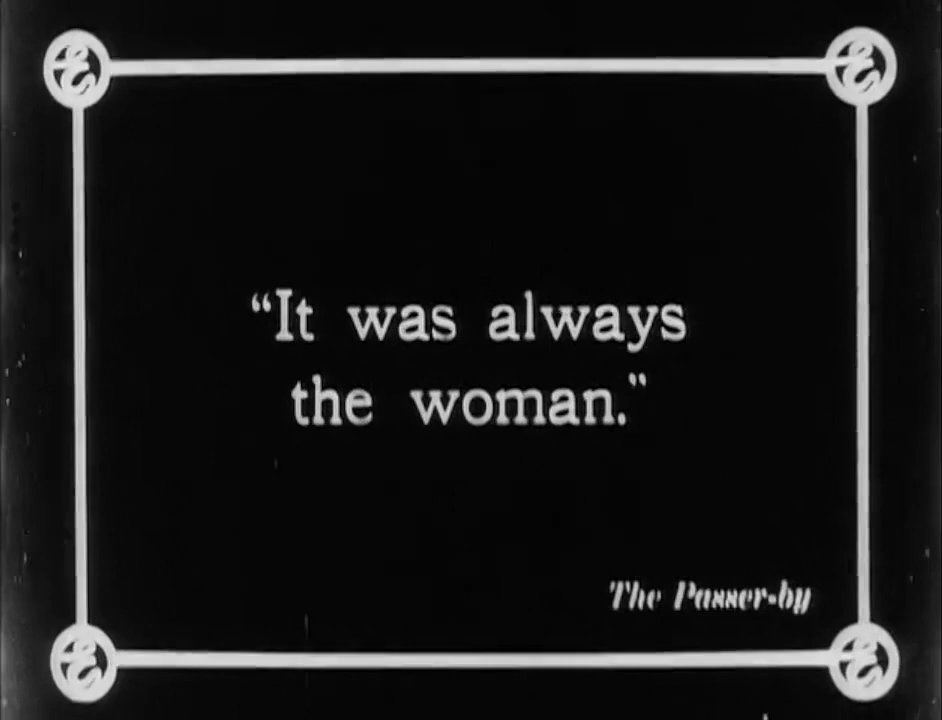 “It was always
the woman.”
The Passer-by